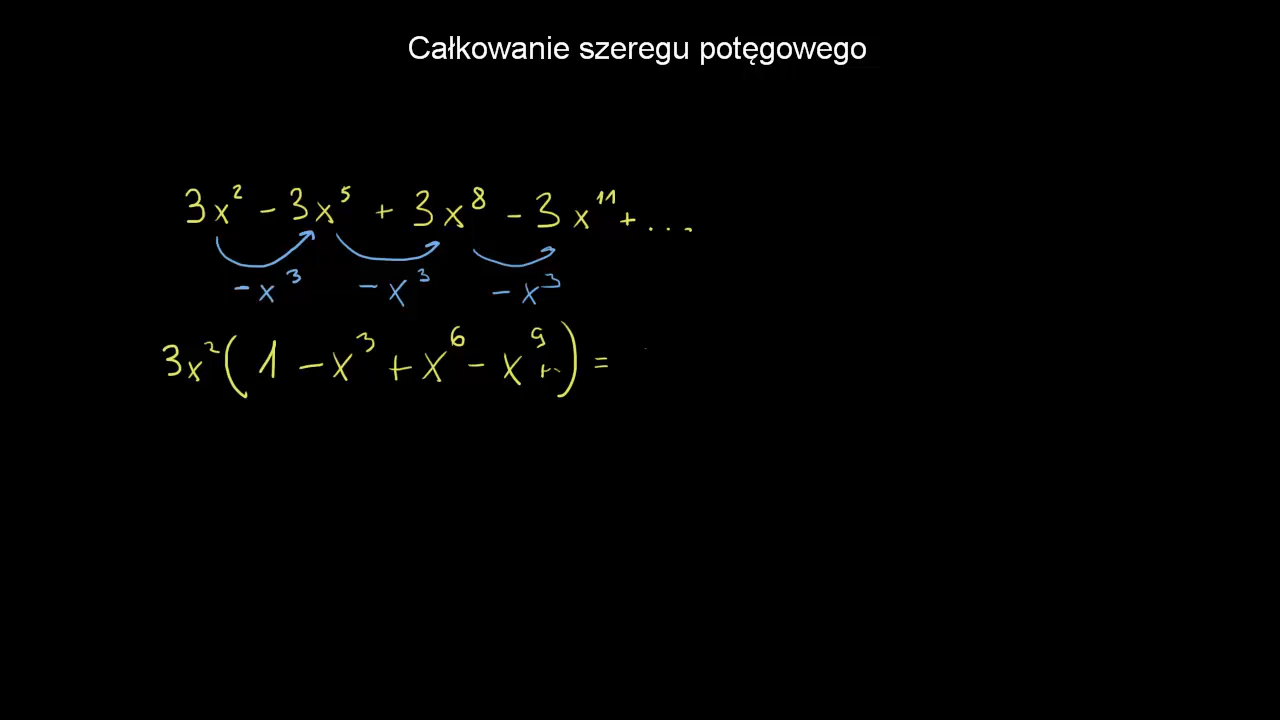 Całkowanie szeregu potęgowego
3x² - 3x⁵ + 3x⁸ - 3x¹¹ + ...
-x³ -x³ -x³
3x²(1 - x³ + x⁶ - x⁹ + ..) =